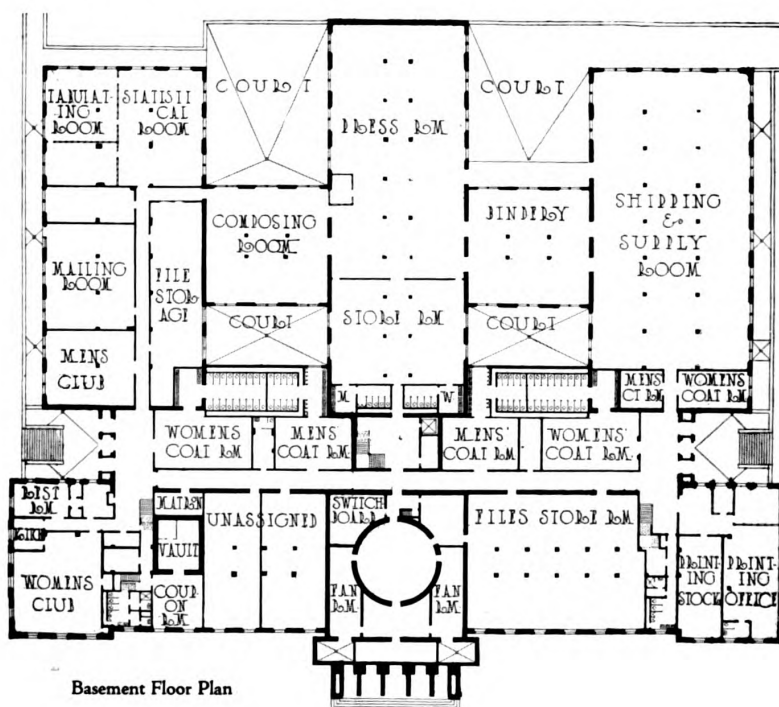 COURT
COURT
TABULAT-
ING
ROOM
STATISTI
CAL
ROOM
PRESS RM.
COMPOSING
ROOM
BINDERY
SHIPPING
&
SUPPLY
ROOM
MAILING
ROOM
FILE
STOR
AGE
COURT
STORE RM.
COURT
MENS
CLUB
M
W
MENS
CT RM
WOMENS
COAT RM.
WOMENS
COAT RM
MENS'
COAT RM.
MENS'
COAT RM.
WOMENS'
COAT RM.
REST
RM.
MATRON
UNASSIGNED
SWITCH
BOARD
FILES STORE RM.
VAULT
WOMENS
CLUB
COUP-
ON
RM.
FAN
RM.
FAN
RM.
PRINT-
ING
STOCK
PRINT-
ING
OFFICE
Basement Floor Plan